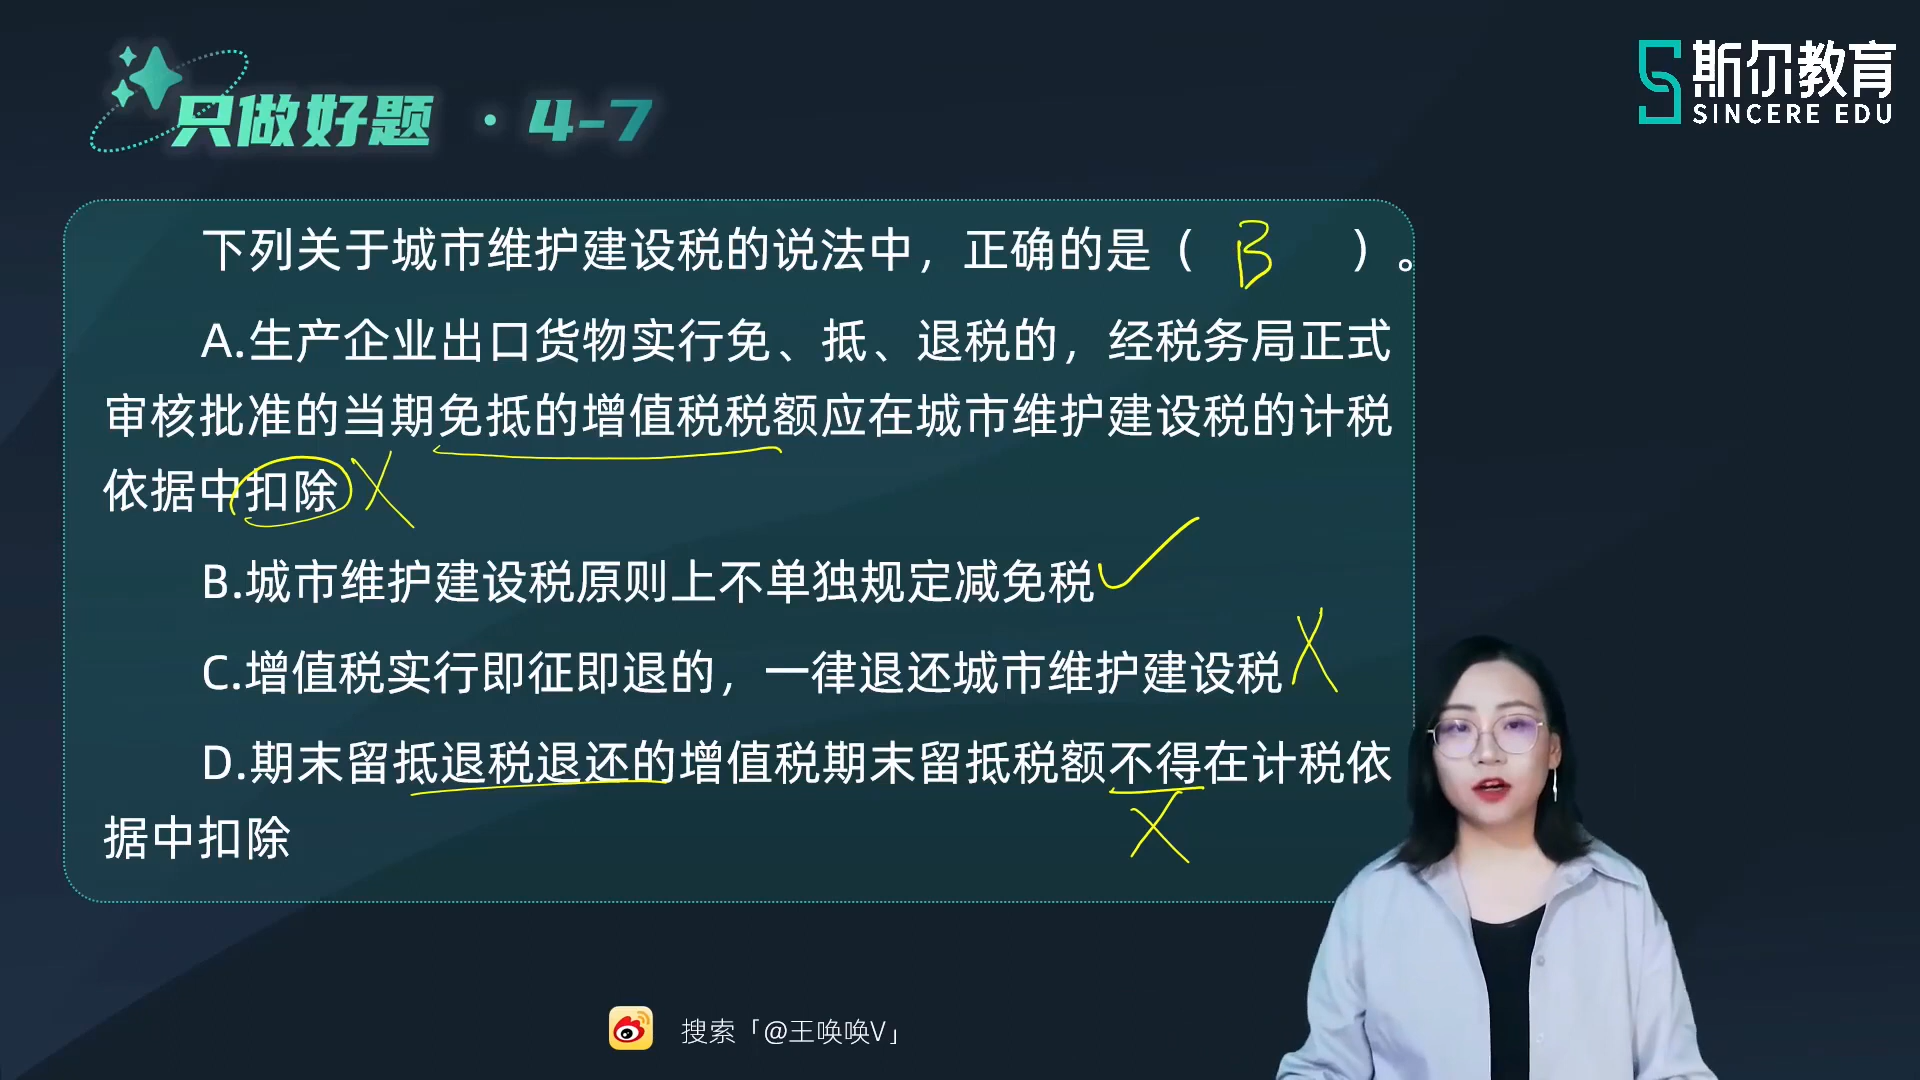 只做好题 · 4-7
斯尔教育
SINCERE EDU
下列关于城市维护建设税的说法中，正确的是（ B ）。
A.生产企业出口货物实行免、抵、退税的，经税务局正式
审核批准的当期免抵的增值税税额应在城市维护建设税的计税
依据中扣除 X
B.城市维护建设税原则上不单独规定减免税
C.增值税实行即征即退的，一律退还城市维护建设税 X
D.期末留抵退税退还的增值税期末留抵税额不得在计税依
X
据中扣除
搜索「@王唤唤V」